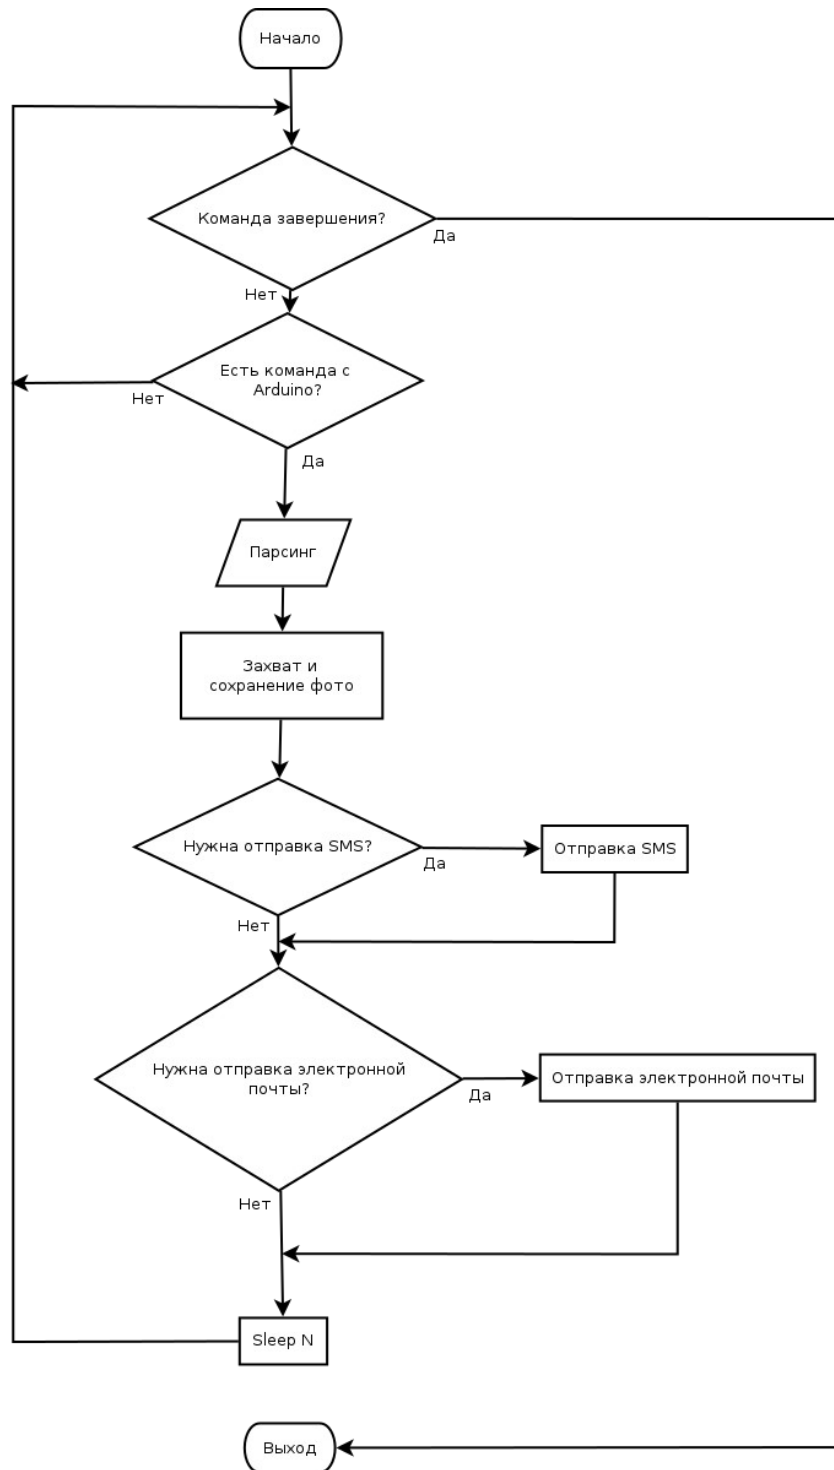 Начало
Команда завершения?
Да
Нет
Есть команда с
Arduino?
Нет
Да
Парсинг
Захват и
сохранение фото
Нужна отправка SMS?
Да
Отправка SMS
Нет
Нужна отправка электронной
почты?
Да
Отправка электронной почты
Нет
Sleep N
Выход